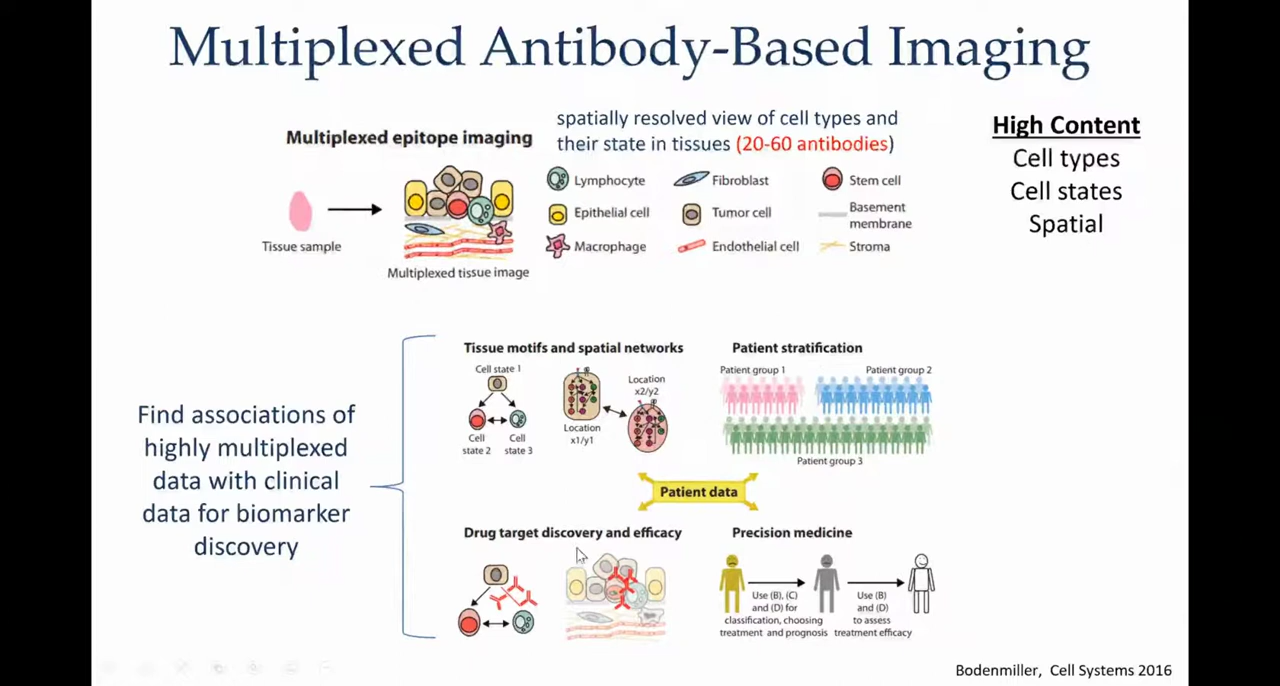 Multiplexed Antibody-Based Imaging
Multiplexed epitope imaging
spatially resolved view of cell types and
their state in tissues (20-60 antibodies)
High Content
Cell types
Cell states
Spatial
Tissue sample
Multiplexed tissue image
Lymphocyte
Fibroblast
Stem cell
Epithelial cell
Tumor cell
Basement
membrane
Macrophage
Endothelial cell
Stroma
Find associations of
highly multiplexed
data with clinical
data for biomarker
discovery
Tissue motifs and spatial networks
Cell state 1
Cell
state 2
Cell
state 3
Location
x1/y1
Location
x2/y2
Patient stratification
Patient group 1
Patient group 2
Patient group 3
Patient data
Drug target discovery and efficacy
Precision medicine
Use (B), (C)
and (D) for
classification, choosing
treatment and prognosis
Use (B)
and (D)
to assess
treatment efficacy
Bodenmiller, Cell Systems 2016